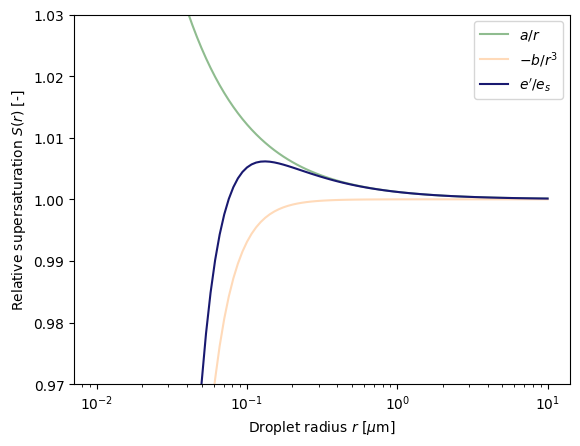 1.03
1.02
1.01
1.00
0.99
0.98
0.97
Relative supersaturation S(r) [-]
a/r
−b/r³
e′/eₛ
10⁻² 10⁻¹ 10⁰ 10¹
Droplet radius r [μm]